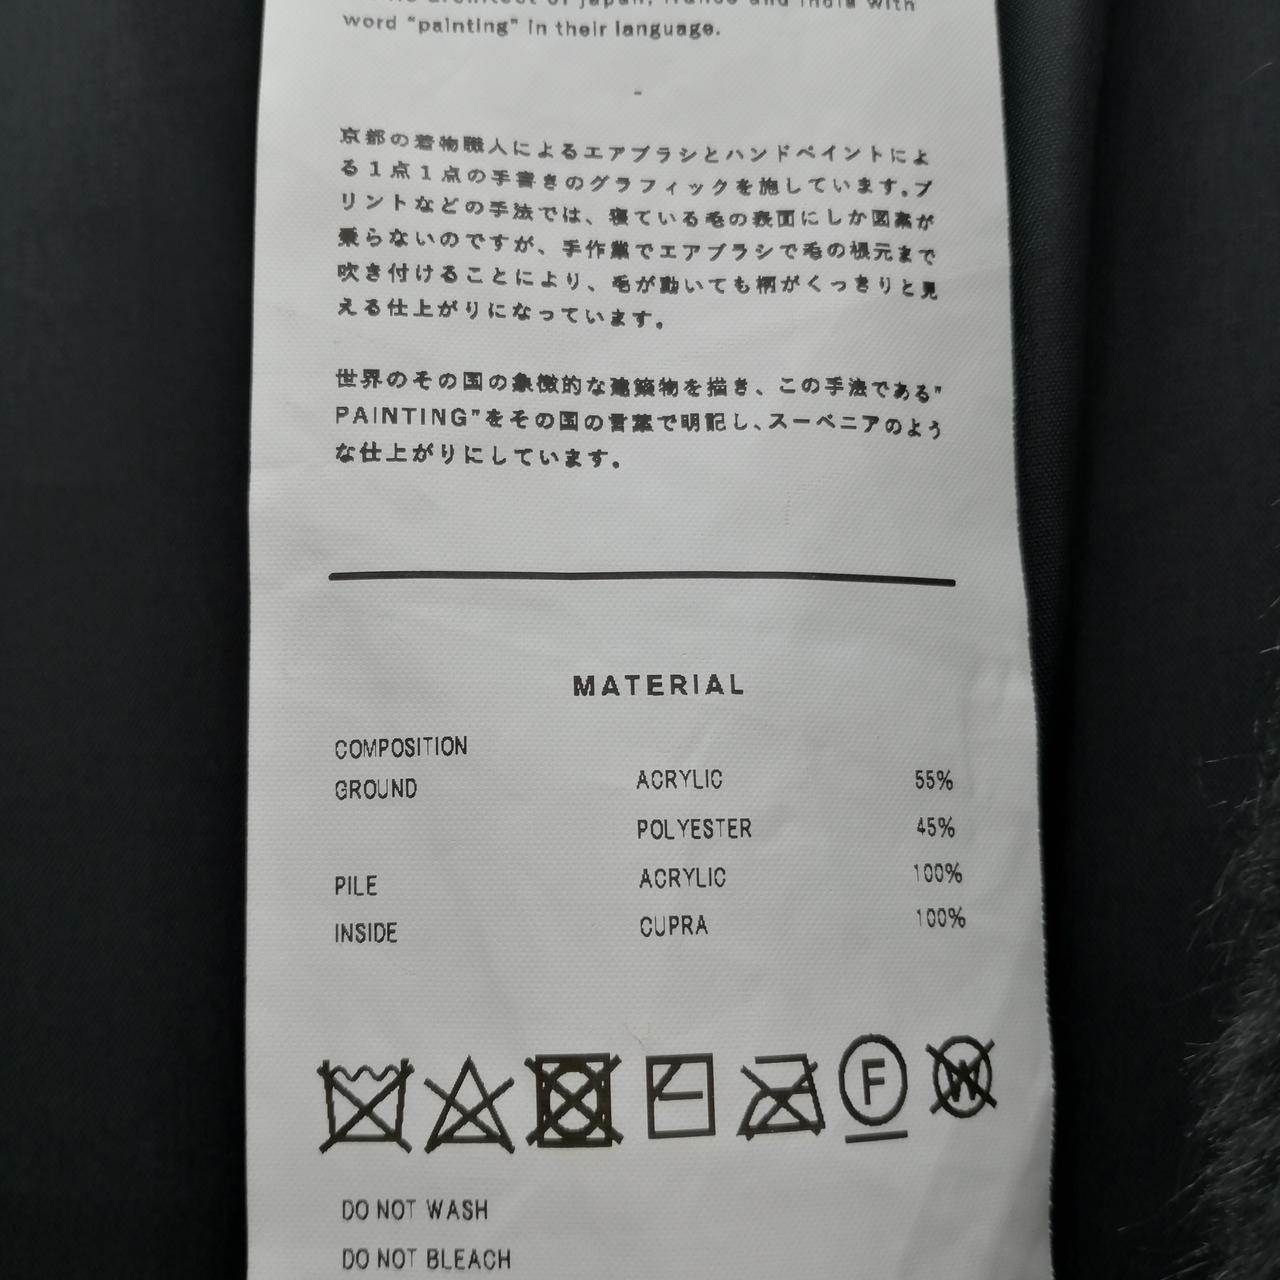 architect of japan, france and india with
word "painting" in their language.
-
京都の着物職人によるエアブラシとハンドペイントによ
る1点1点の手書きのグラフィックを施しています。プ
リントなどの手法では、寝ている毛の表面にしか図案が
乗らないのですが、手作業でエアブラシで毛の根元まで
吹き付けることにより、毛が動いても柄がくっきりと見
える仕上がりになっています。
世界のその国の象徴的な建築物を描き、この手法である"
PAINTING"をその国の言葉で明記し、スーベニアのよう
な仕上がりにしています。
MATERIAL
COMPOSITION
GROUND ACRYLIC 55%
POLYESTER 45%
PILE ACRYLIC 100%
INSIDE CUPRA 100%
F W
DO NOT WASH
DO NOT BLEACH